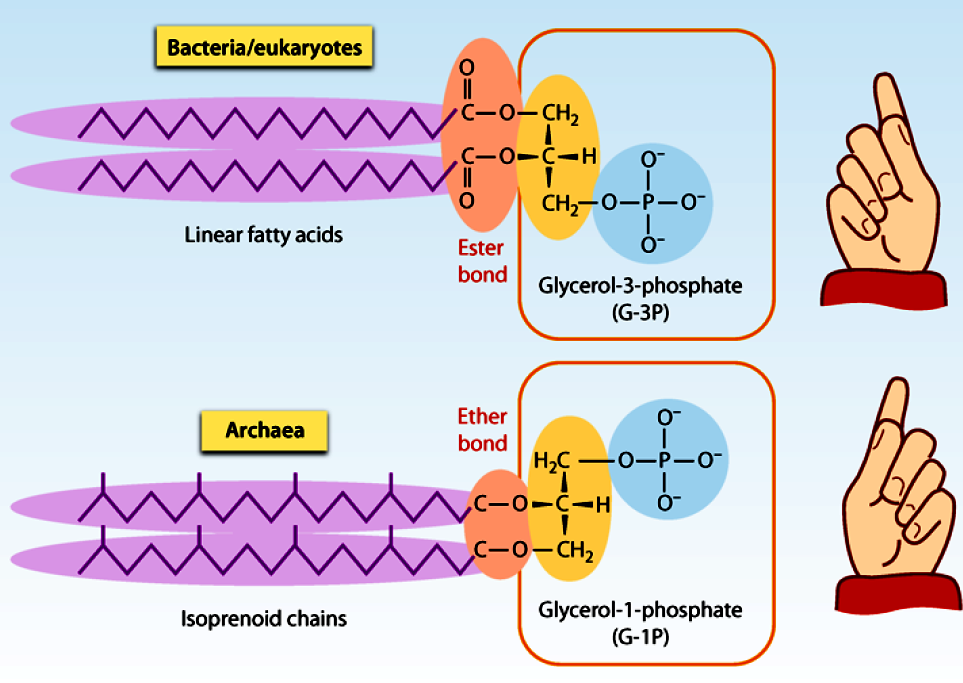 Bacteria/eukaryotes
O
C–O–CH₂
C–O–C–H
O
CH₂–O–P–O⁻
O⁻
O⁻
Linear fatty acids
Ester
bond
Glycerol-3-phosphate
(G-3P)
Archaea
Ether
bond
O⁻
H₂C–O–P–O⁻
O⁻
C–O–C–H
C–O–CH₂
Isoprenoid chains
Glycerol-1-phosphate
(G-1P)